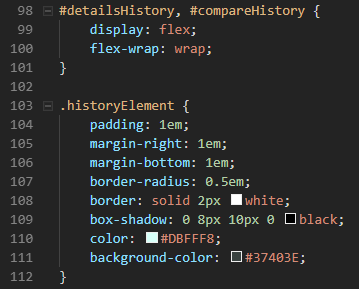 98 #detailsHistory, #compareHistory {
99 display: flex;
100 flex-wrap: wrap;
101 }
102
103 .historyElement {
104 padding: 1em;
105 margin-right: 1em;
106 margin-bottom: 1em;
107 border-radius: 0.5em;
108 border: solid 2px white;
109 box-shadow: 0 8px 10px 0 black;
110 color: #DBFFF8;
111 background-color: #37403E;
112 }